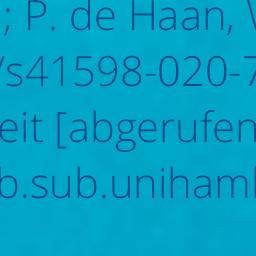 ; P. de Haan,
/s41598-020-7
eit [abgerufen
b.sub.uniham